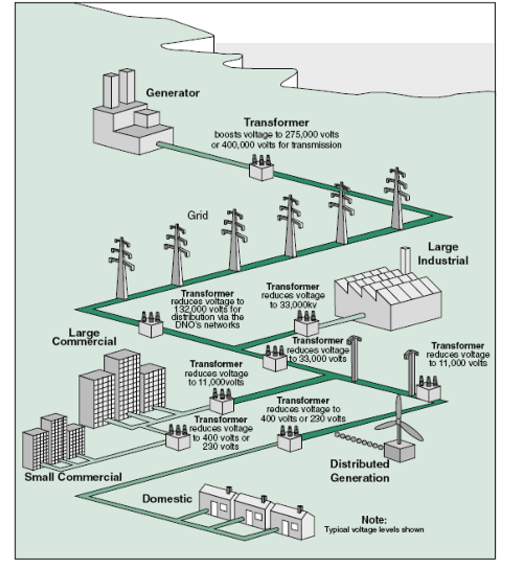 Generator
Transformer
boosts voltage to 275,000 volts
or 400,000 volts for transmission
Grid
Large
Industrial
Transformer
reduces voltage to
132,000 volts for
distribution via the
DNO's networks
Transformer
reduces voltage
to 33,000kv
Large
Commercial
Transformer
reduces voltage
to 33,000 volts
Transformer
reduces voltage
to 11,000 volts
Transformer
reduces voltage
to 11,000volts
Transformer
reduces voltage to
400 volts or 230 volts
Transformer
reduces voltage
to 400 volts or
230 volts
Small Commercial
Distributed
Generation
Domestic
Note:
Typical voltage levels shown